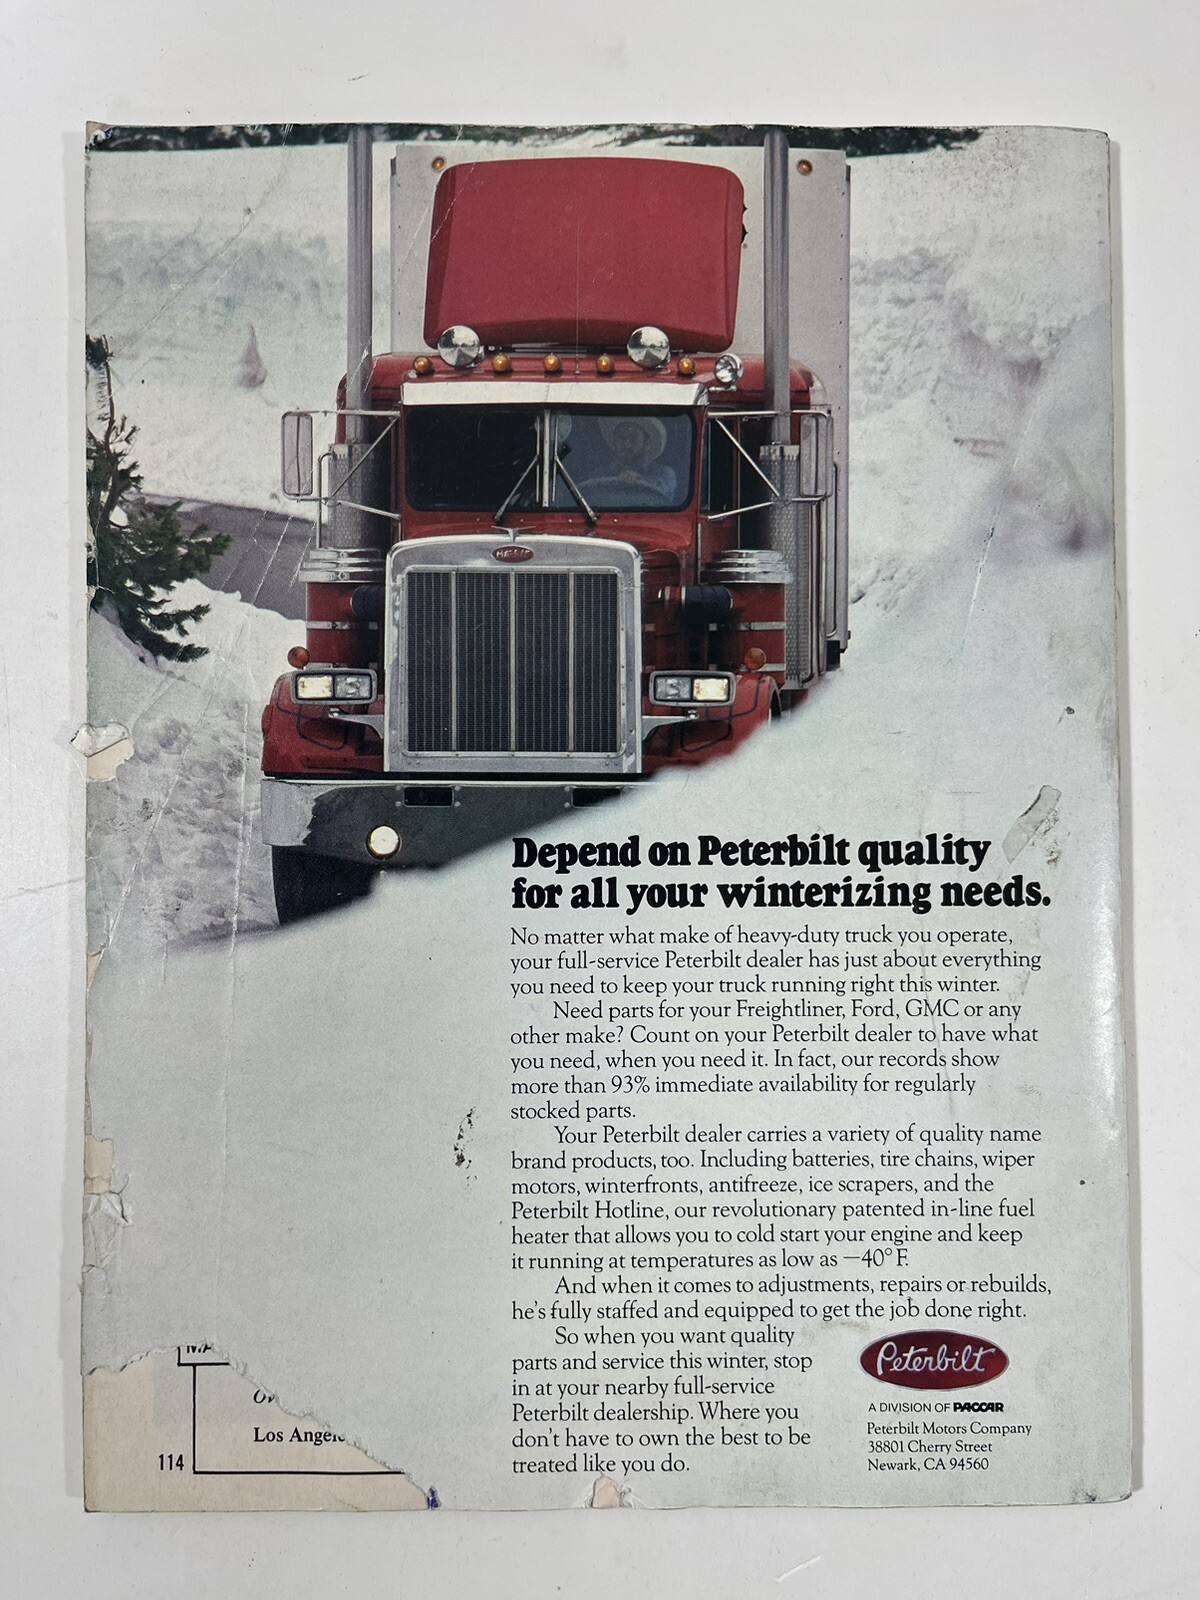 Depend on Peterbilt quality
for all your winterizing needs.
No matter what make of heavy-duty truck you operate,
your full-service Peterbilt dealer has just about everything
you need to keep your truck running right this winter.
Need parts for your Freightliner, Ford, GMC or any
other make? Count on your Peterbilt dealer to have what
you need, when you need it. In fact, our records show
more than 93% immediate availability for regularly
stocked parts.
Your Peterbilt dealer carries a variety of quality name
brand products, too. Including batteries, tire chains, wiper
motors, winterfronts, antifreeze, ice scrapers, and the
Peterbilt Hotline, our revolutionary patented in-line fuel
heater that allows you to cold start your engine and keep
it running at temperatures as low as —40° F.
And when it comes to adjustments, repairs or rebuilds,
he's fully staffed and equipped to get the job done right.
So when you want quality
parts and service this winter, stop
in at your nearby full-service
Peterbilt dealership. Where you
don't have to own the best to be
treated like you do.
Peterbilt
A DIVISION OF PACCAR
Peterbilt Motors Company
38801 Cherry Street
Newark, CA 94560
Los
114